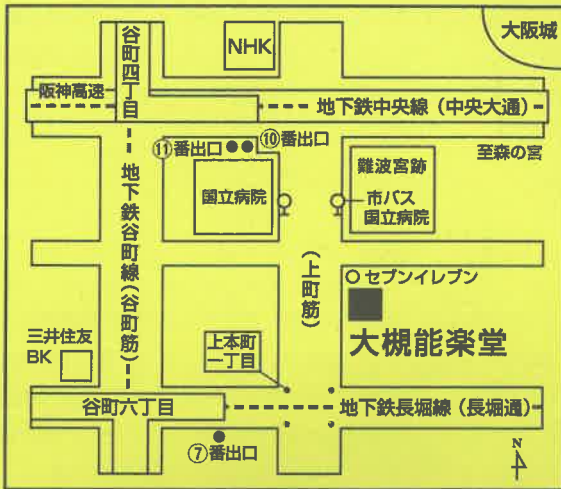 大阪城
NHK
谷町四丁目
阪神高速
地下鉄中央線(中央大通)
⑪番出口
⑩番出口
至森の宮
難波宮跡
国立病院
市バス
国立病院
地下鉄谷町線(谷町筋)
(上町筋)
セブンイレブン
大槻能楽堂
三井住友
BK
上本町
一丁目
谷町六丁目
地下鉄長堀線(長堀通)
⑦番出口
N